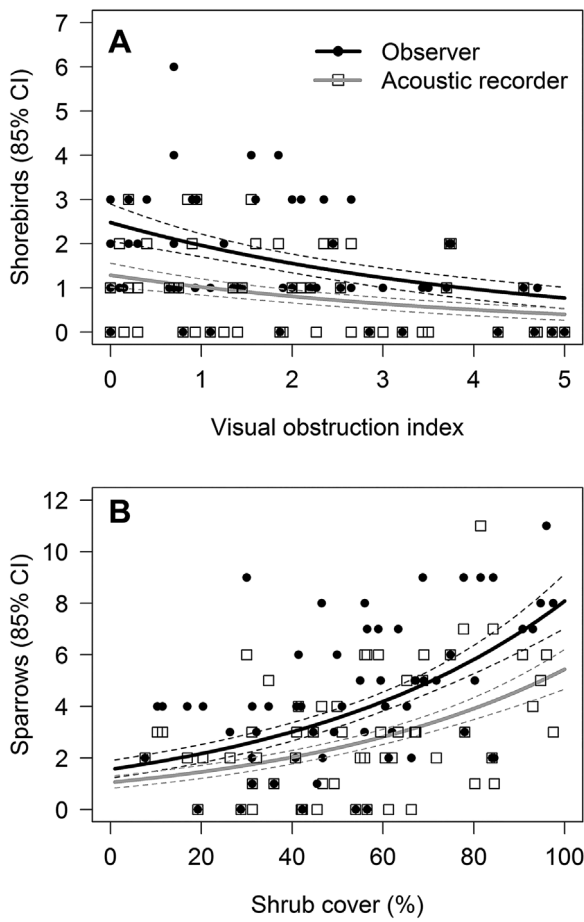 A
Observer
Acoustic recorder
Shorebirds (85% CI)
7
6
5
4
3
2
1
0
0 1 2 3 4 5
Visual obstruction index
B
Sparrows (85% CI)
12
10
8
6
4
2
0
0 20 40 60 80 100
Shrub cover (%)